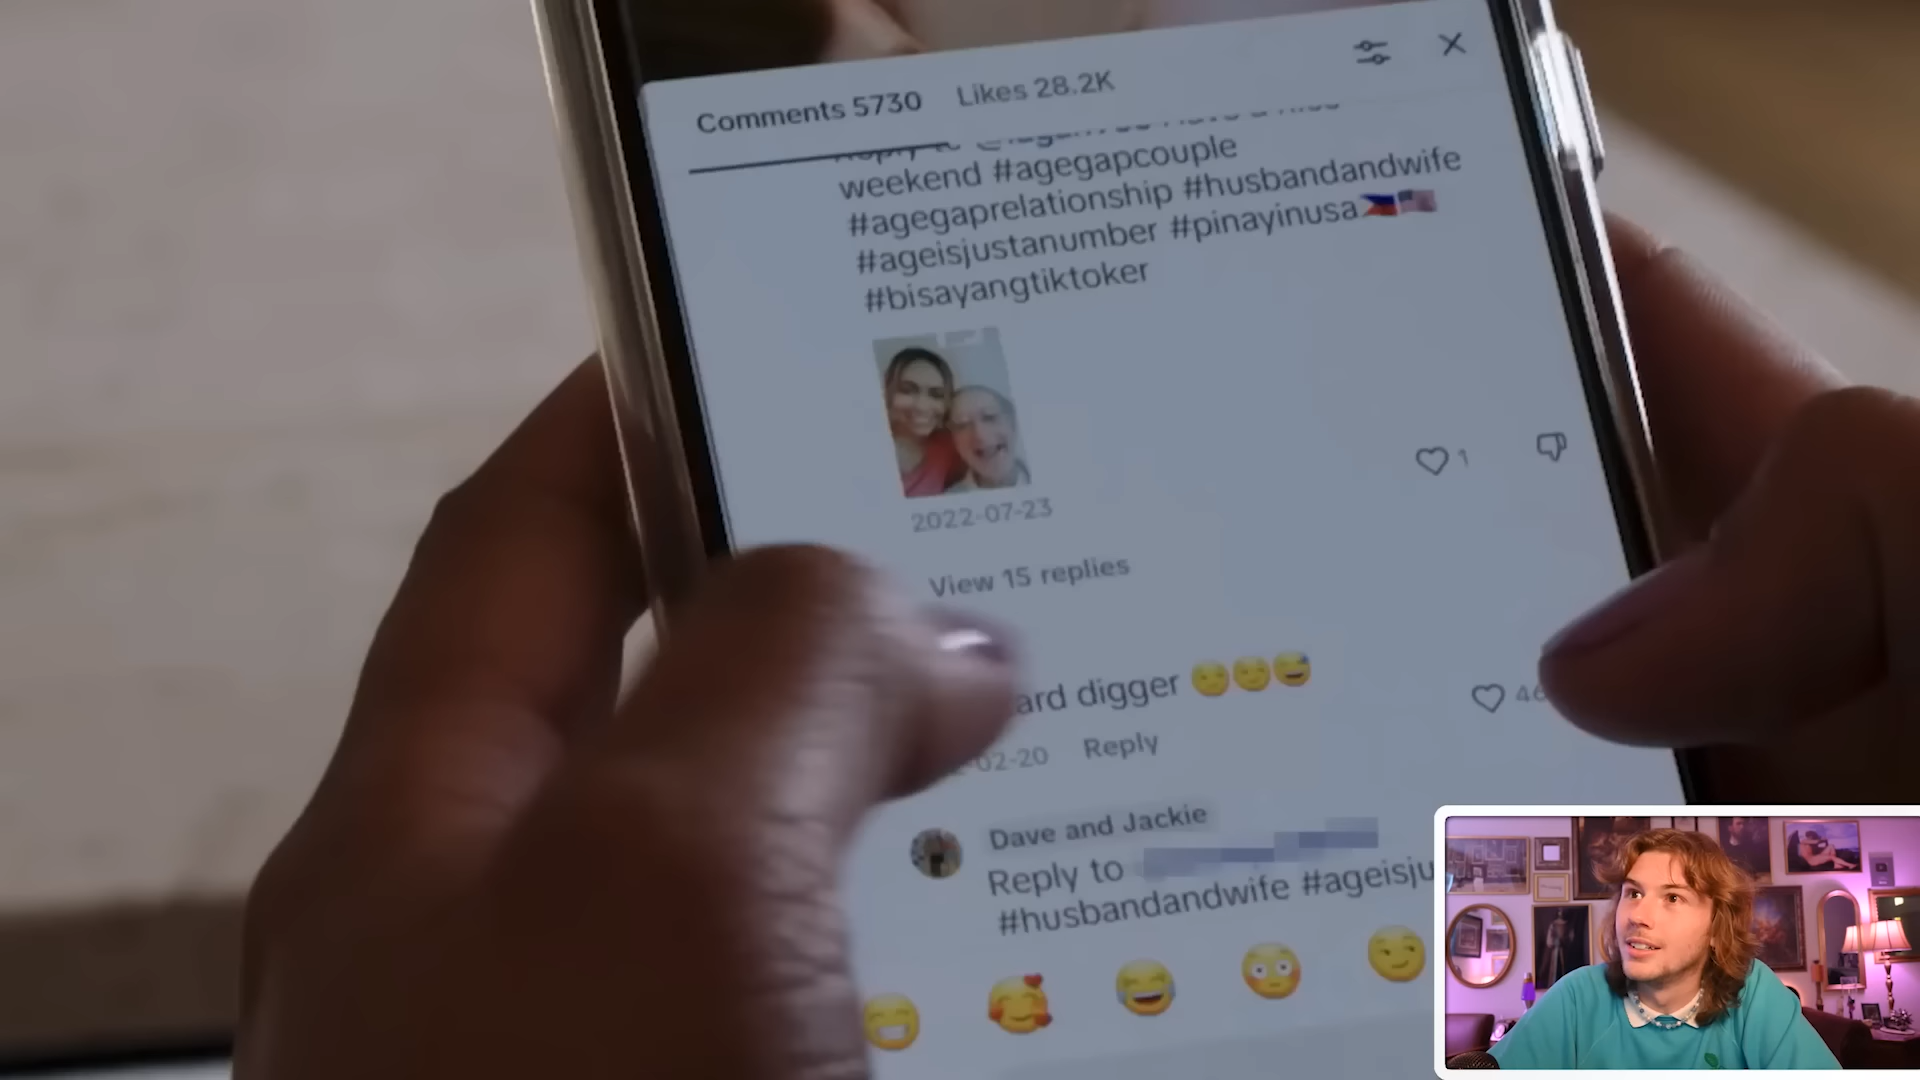 Comments 5730 Likes 28.2K
weekend #agegapcouple
#agegaprelationship #husbandandwife
#ageisjustanumber #pinayinusa🇵🇭🇺🇸
#bisayangtiktoker
1
2022-07-23
View 15 replies
digger
02-20 Reply
Dave and Jackie
Reply to
#husbandandwife #ageisju